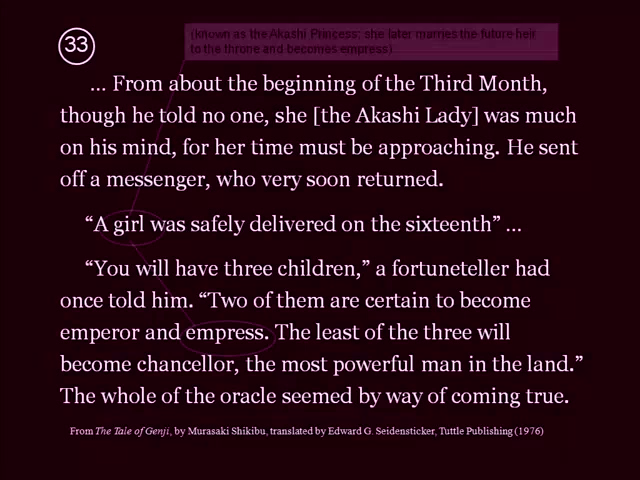 33
(known as the Akashi Princess; she later marries the future heir
to the throne and becomes empress)
... From about the beginning of the Third Month,
though he told no one, she [the Akashi Lady] was much
on his mind, for her time must be approaching. He sent
off a messenger, who very soon returned.
“A girl was safely delivered on the sixteenth” ...
“You will have three children,” a fortuneteller had
once told him. “Two of them are certain to become
emperor and empress. The least of the three will
become chancellor, the most powerful man in the land.”
The whole of the oracle seemed by way of coming true.
From The Tale of Genji, by Murasaki Shikibu, translated by Edward G. Seidensticker, Tuttle Publishing (1976)